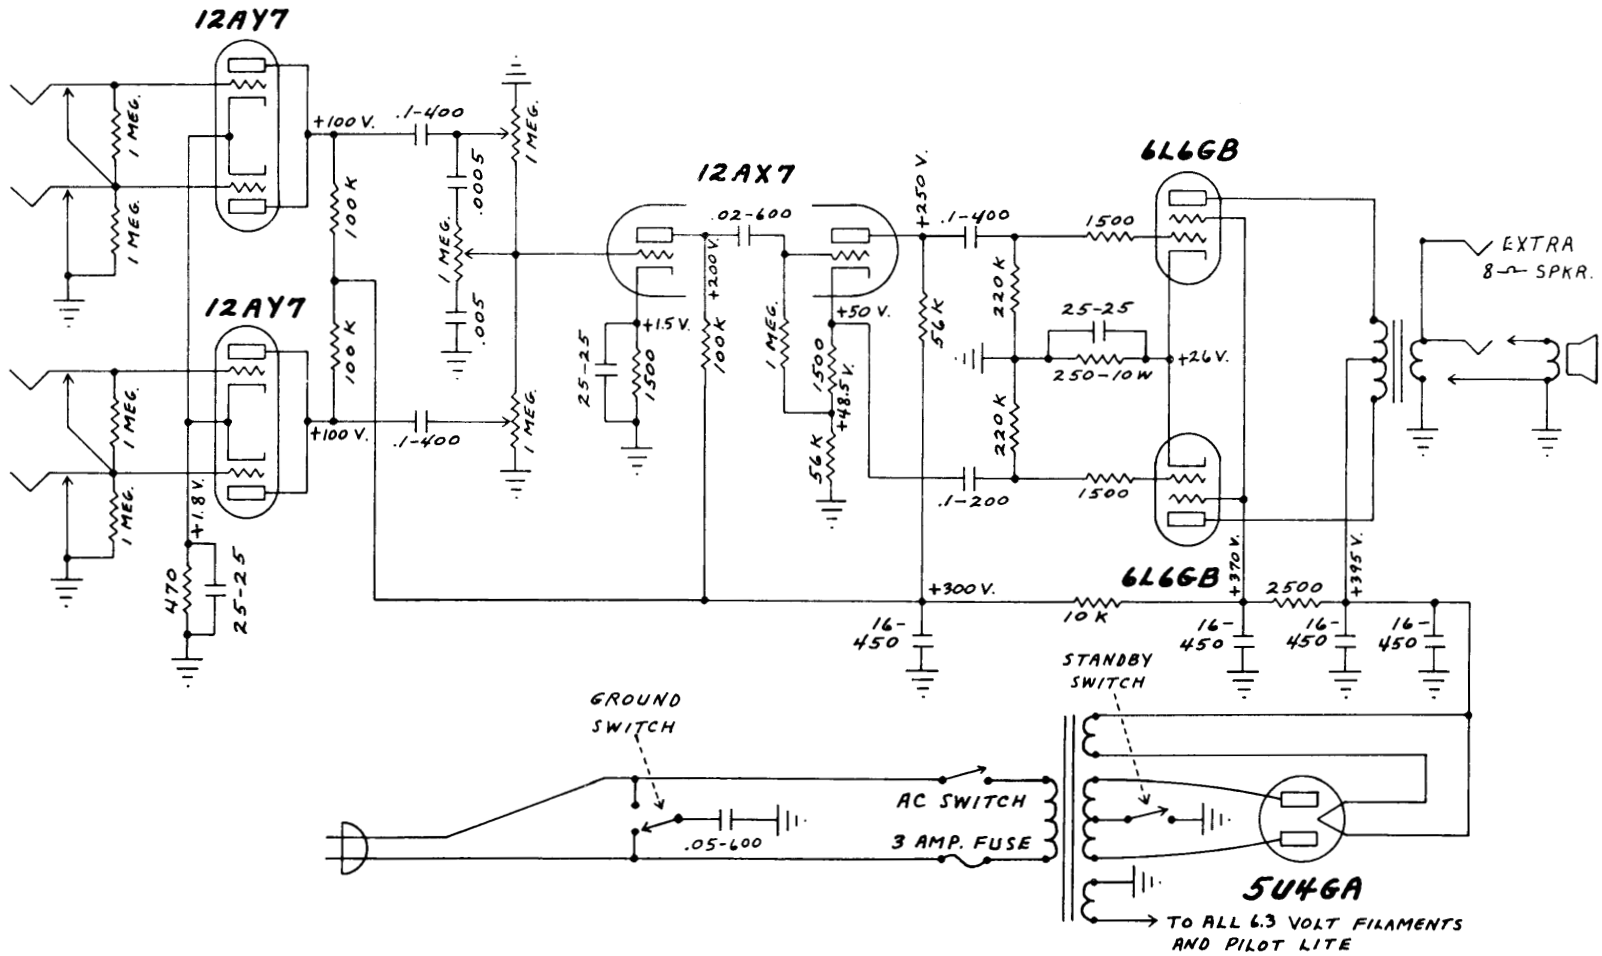 12AY7
1 MEG.
1 MEG.
+100 V.
.1-400
.0005
1 MEG.
100 K
1 MEG.
.005
12AY7
100 K
+100 V.
.1-400
1 MEG.
1 MEG.
1 MEG.
+1.8 V.
470
25-25
12AX7
.02-600
+200 V.
+1.5 V.
25-25
1500
100 K
1 MEG.
+50 V.
1500
+48.5 V.
56 K
+250 V.
56 K
.1-400
220 K
1500
6L6GB
25-25
250-10W
+26 V.
220 K
.1-200
1500
6L6GB
EXTRA
8-Ω SPKR.
+300 V.
10 K
+370 V.
2500
+395 V.
16-
450
16-
450
16-
450
16-
450
GROUND
SWITCH
STANDBY
SWITCH
AC SWITCH
.05-600
3 AMP. FUSE
5U4GA
TO ALL 6.3 VOLT FILAMENTS
AND PILOT LITE